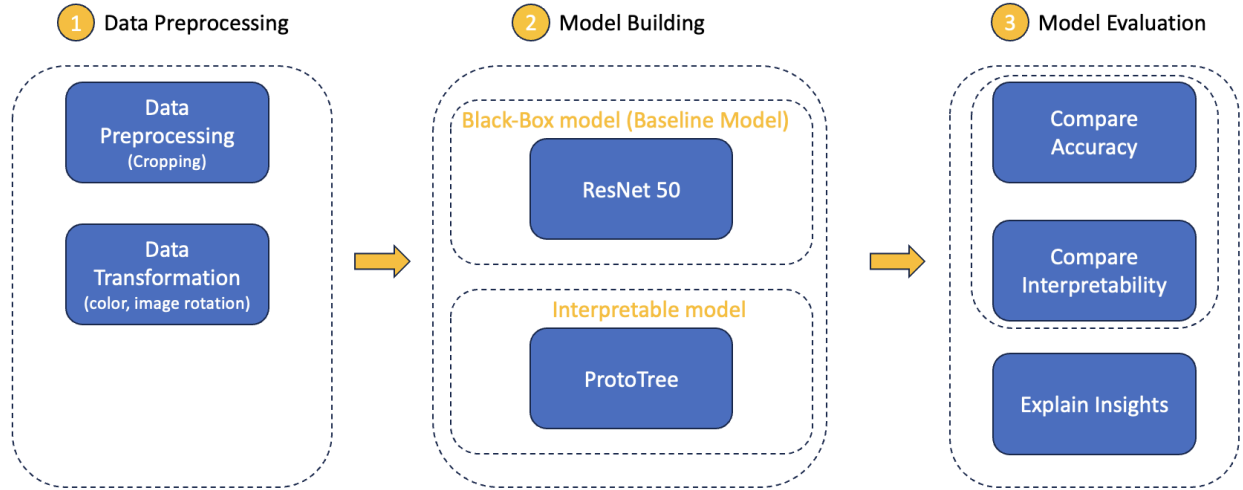 1 Data Preprocessing
Data
Preprocessing
(Cropping)
Data
Transformation
(color, image rotation)
2 Model Building
Black-Box model (Baseline Model)
ResNet 50
Interpretable model
ProtoTree
3 Model Evaluation
Compare
Accuracy
Compare
Interpretability
Explain Insights